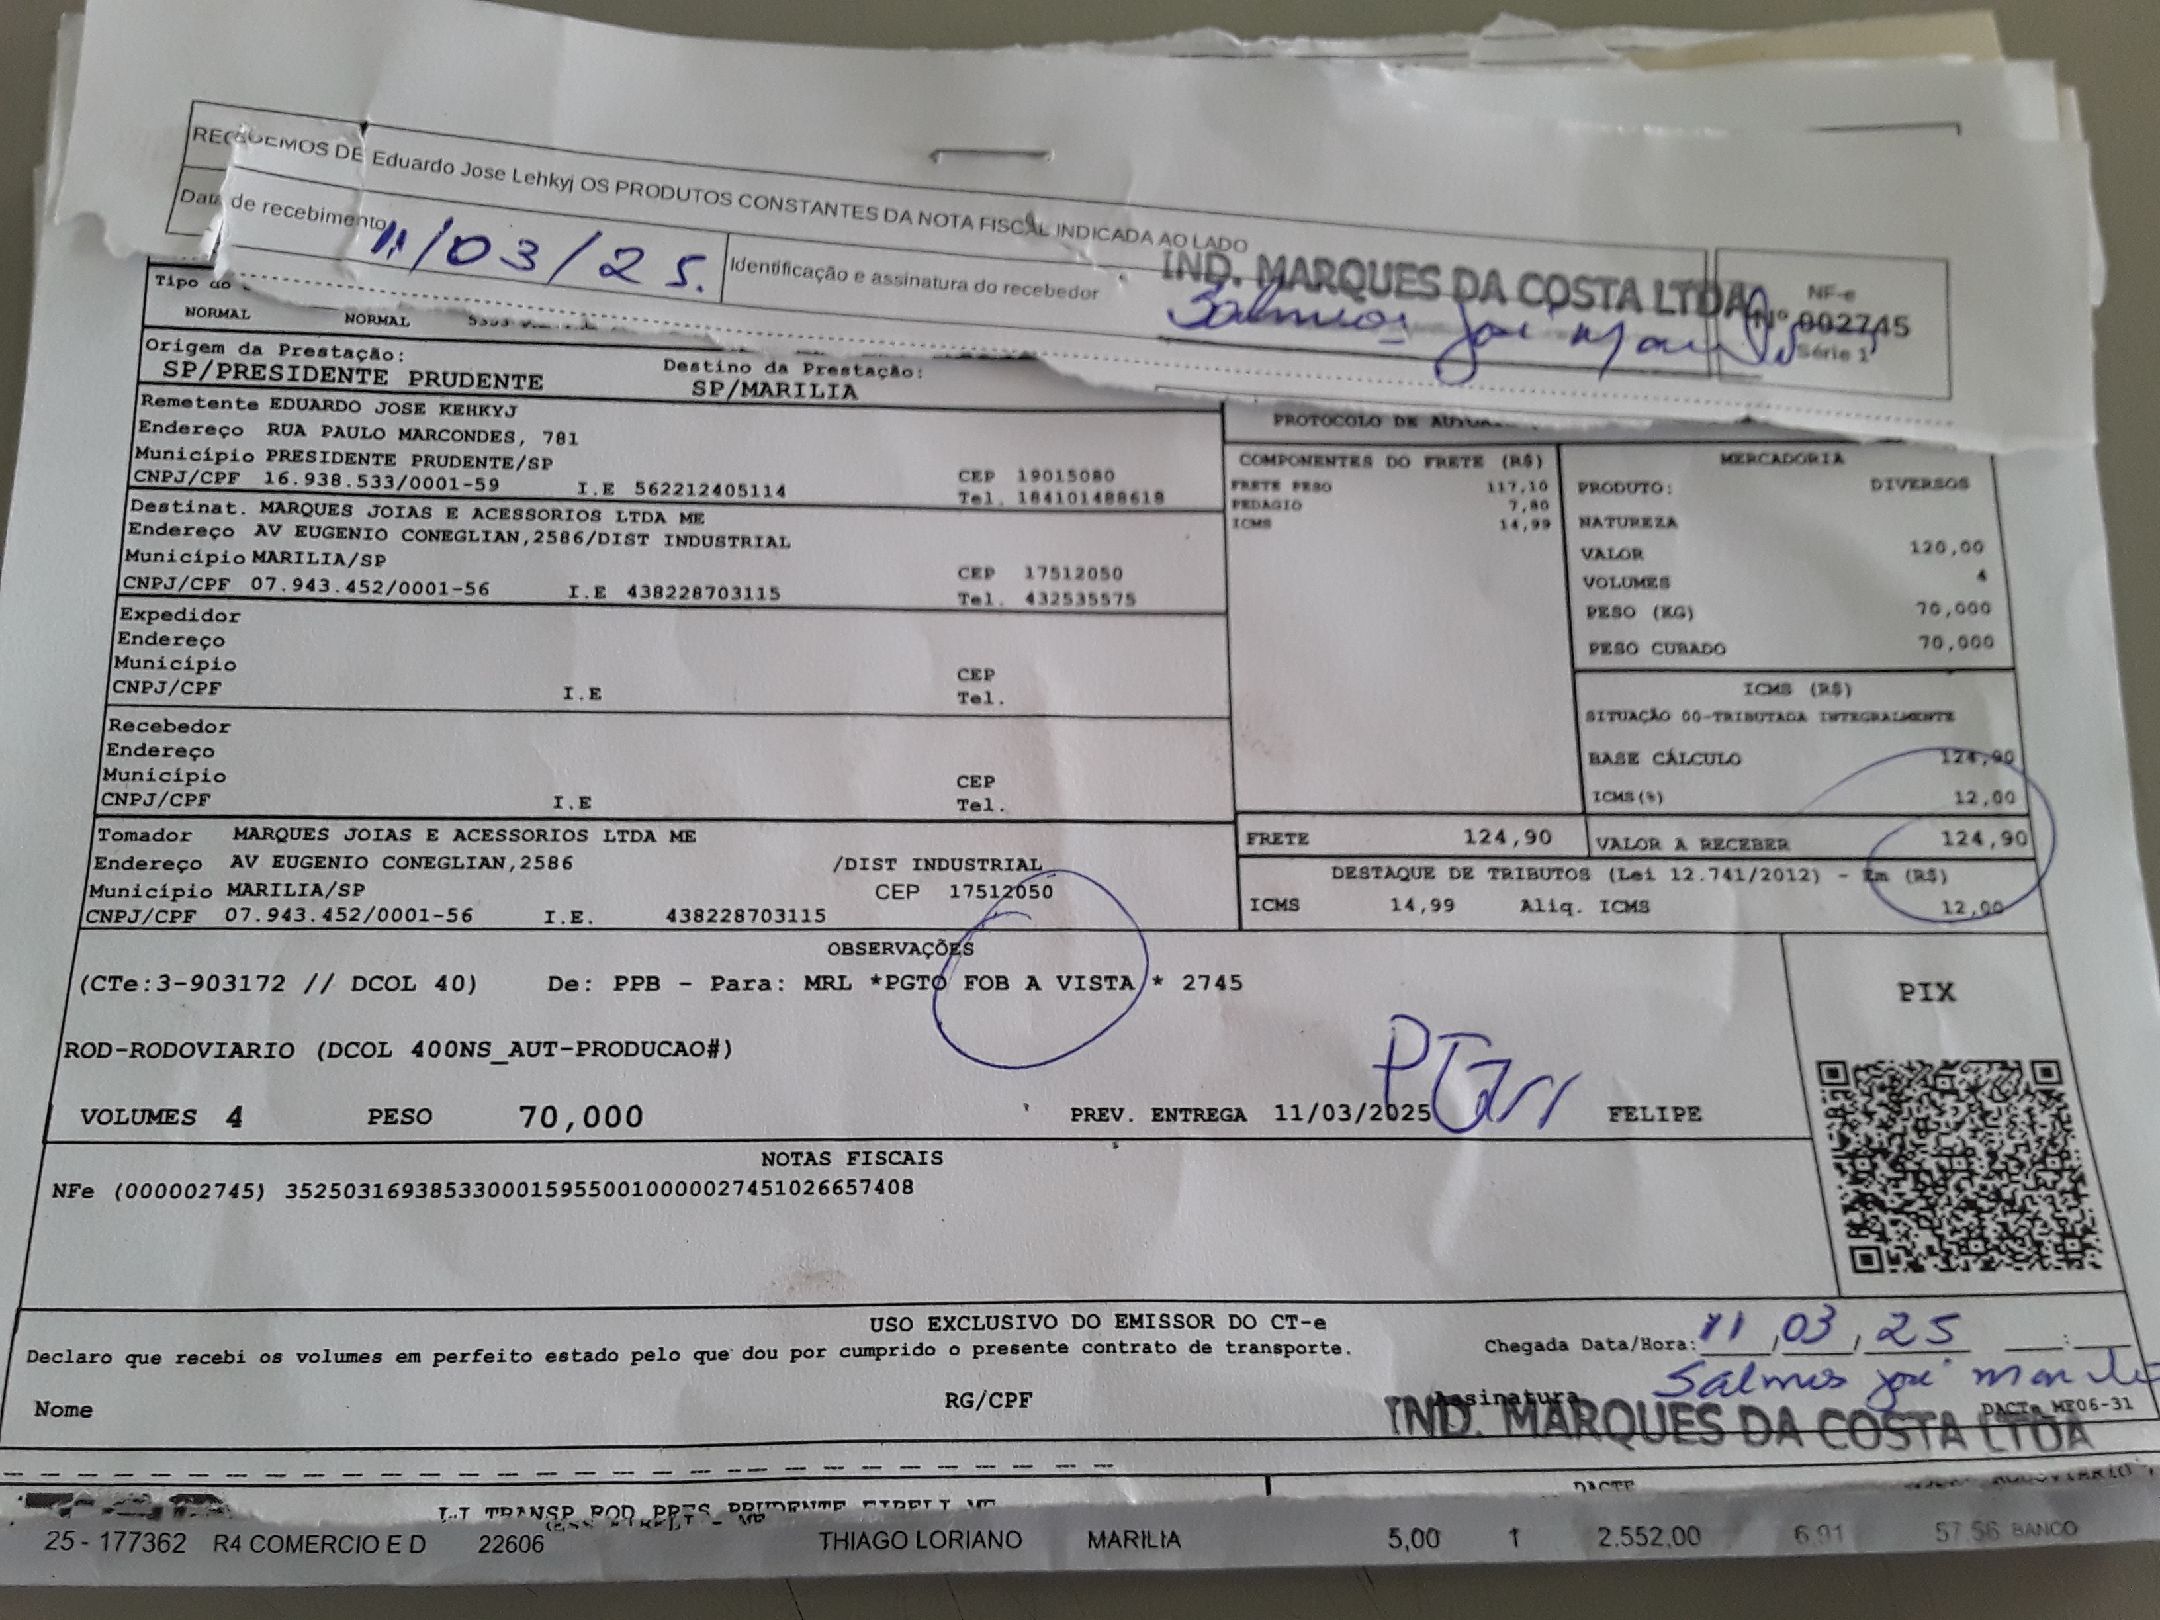 RECEBEMOS DE Eduardo Jose Lehkyj OS PRODUTOS CONSTANTES DA NOTA FISCAL INDICADA AO LADO
Data de recebimento 11/03/25. Identificação e assinatura do recebedor
IND. MARQUES DA COSTA LTDA
NF-e
Nº 002745
Série 1
Tipo do
NORMAL NORMAL
Origem da Prestação: Destino da Prestação:
SP/PRESIDENTE PRUDENTE SP/MARILIA
Remetente EDUARDO JOSE KEHKYJ
Endereço RUA PAULO MARCONDES, 781
Município PRESIDENTE PRUDENTE/SP CEP 19015080
CNPJ/CPF 16.938.533/0001-59 I.E 562212405114 Tel. 184101488618
Destinat. MARQUES JOIAS E ACESSORIOS LTDA ME
Endereço AV EUGENIO CONEGLIAN,2586/DIST INDUSTRIAL
Município MARILIA/SP CEP 17512050
CNPJ/CPF 07.943.452/0001-56 I.E 438228703115 Tel. 432535575
Expedidor
Endereço
Município CEP
CNPJ/CPF I.E Tel.
Recebedor
Endereço
Município CEP
CNPJ/CPF I.E Tel.
Tomador MARQUES JOIAS E ACESSORIOS LTDA ME
Endereço AV EUGENIO CONEGLIAN,2586 /DIST INDUSTRIAL
Município MARILIA/SP CEP 17512050
CNPJ/CPF 07.943.452/0001-56 I.E. 438228703115
PROTOCOLO DE
COMPONENTES DO FRETE (R$)
FRETE PESO 117,10
PEDAGIO 7,80
ICMS 14,99
MERCADORIA
PRODUTO: DIVERSOS
NATUREZA
VALOR 120,00
VOLUMES 4
PESO (KG) 70,000
PESO CUBADO 70,000
ICMS (R$)
SITUAÇÃO 00-TRIBUTADA INTEGRALMENTE
BASE CÁLCULO 124,90
ICMS(%) 12,00
FRETE 124,90 VALOR A RECEBER 124,90
DESTAQUE DE TRIBUTOS (Lei 12.741/2012) - Em (R$)
ICMS 14,99 Aliq. ICMS 12,00
OBSERVAÇÕES
(CTe:3-903172 // DCOL 40) De: PPB - Para: MRL *PGTO FOB A VISTA * 2745
ROD-RODOVIARIO (DCOL 400NS_AUT-PRODUCAO#)
VOLUMES 4 PESO 70,000 PREV. ENTREGA 11/03/2025 FELIPE
PIX
NOTAS FISCAIS
NFe (000002745) 35250316938533000159550010000027451026657408
USO EXCLUSIVO DO EMISSOR DO CT-e
Declaro que recebi os volumes em perfeito estado pelo que dou por cumprido o presente contrato de transporte.
Chegada Data/Hora: 11/03/25 __:__
Nome RG/CPF Assinatura
DACTe MF06-31
IND. MARQUES DA COSTA LTDA
DACTE
25 - 177362 R4 COMERCIO E D 22606 THIAGO LORIANO MARILIA 5,00 1 2.552,00 6,91 57,56 BANCO